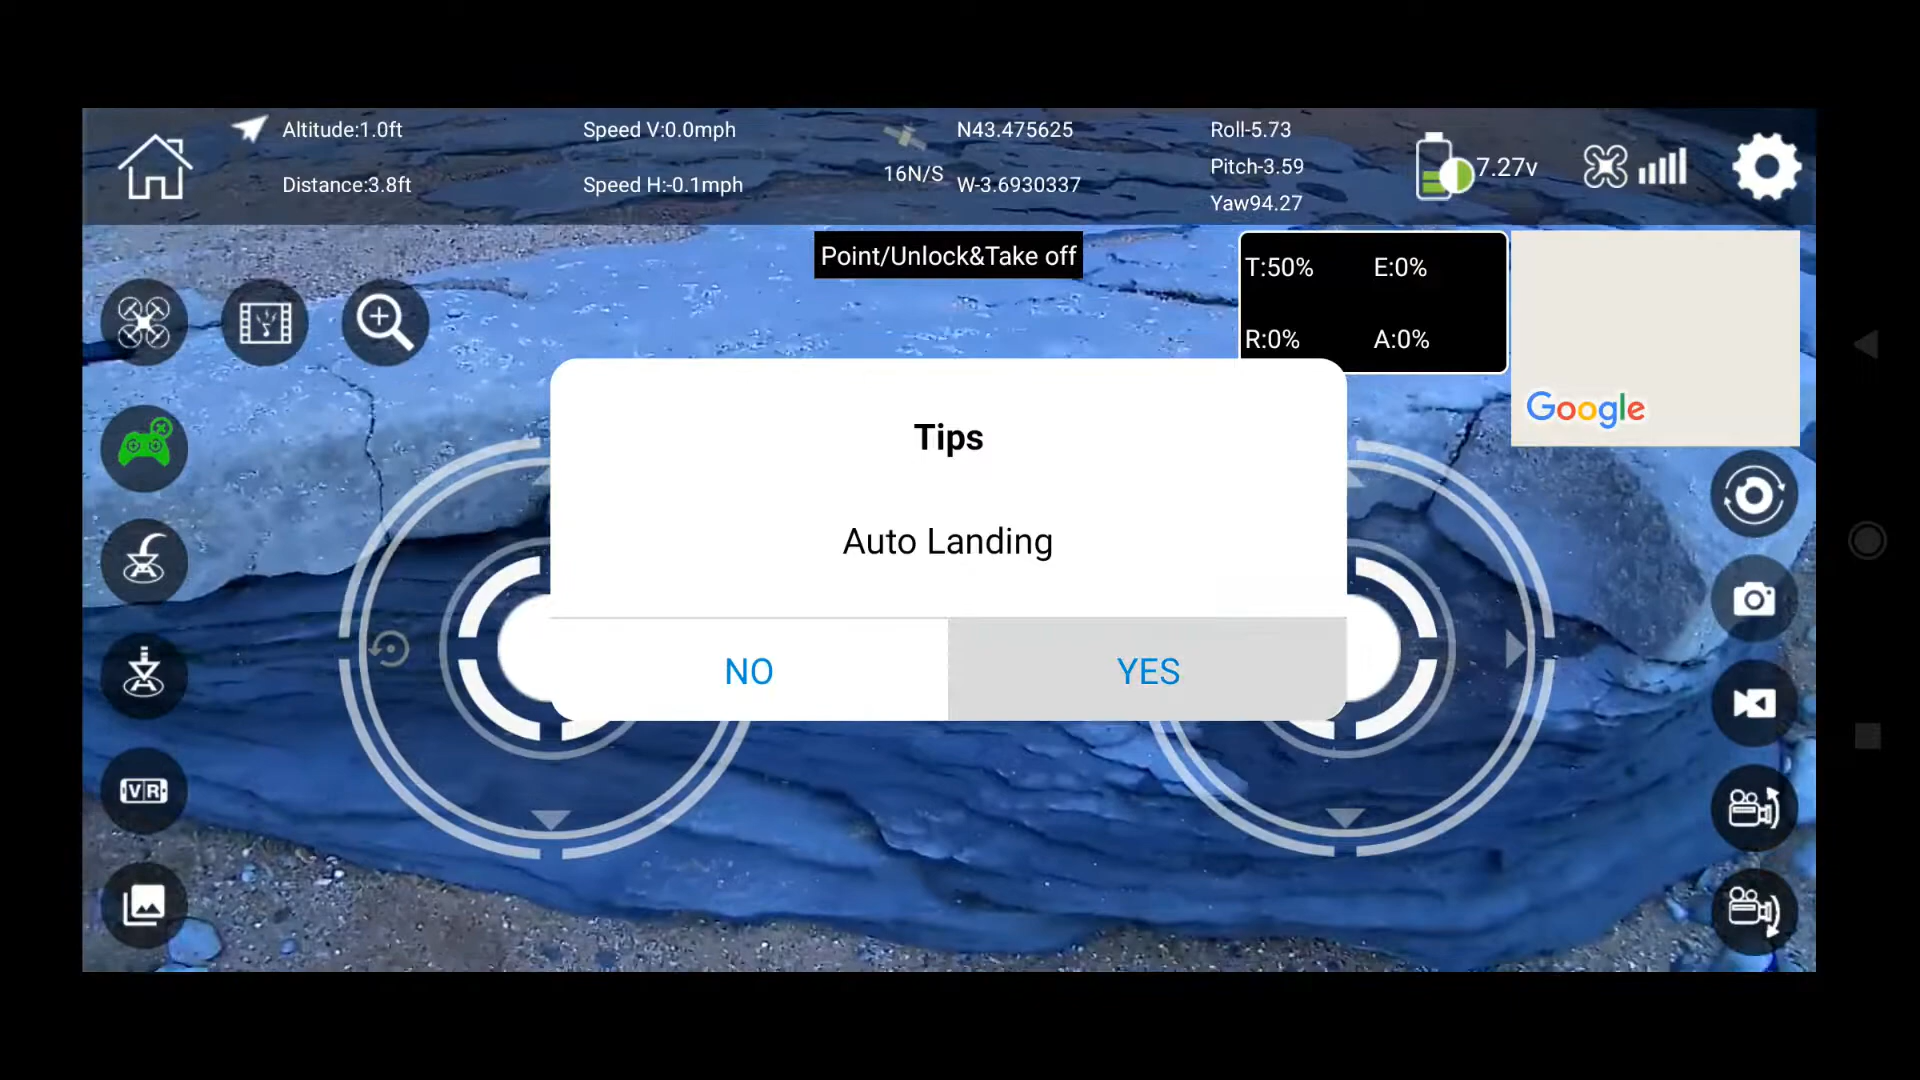 Altitude:1.0ft
Distance:3.8ft
Speed V:0.0mph
Speed H:-0.1mph
16N/S
N43.475625
W-3.6930337
Roll-5.73
Pitch-3.59
Yaw94.27
7.27v
Point/Unlock&Take off
T:50%
E:0%
R:0%
A:0%
Google
Tips
Auto Landing
NO
YES
VR